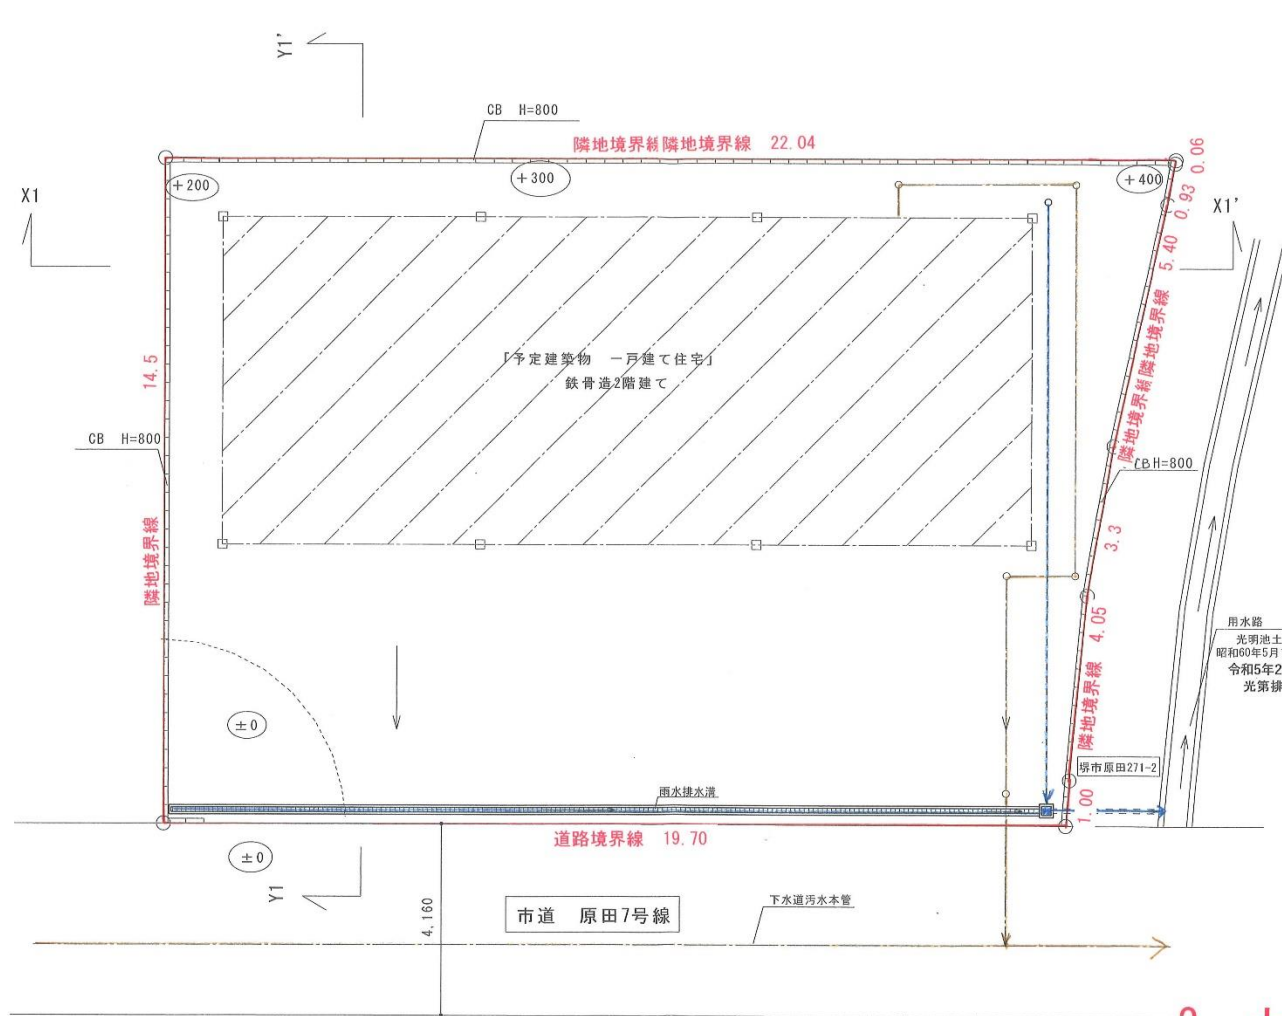 Y1'
CB H=800
隣地境界線隣地境界線 22.04
0.06
+200
+300
+400
0.93
X1
X1'
5.40
隣地境界線隣地境界線
「予定建築物 一戸建て住宅」
鉄骨造2階建て
14.5
CB H=800
CB H=800
隣地境界線
3.3
4.05
隣地境界線
用水路
光明池土
昭和60年5月
令和5年2
光第排
±0
堺市原田271-2
雨水排水溝
1.00
道路境界線 19.70
±0
Y1
4,160
市道 原田7号線
下水道汚水本管